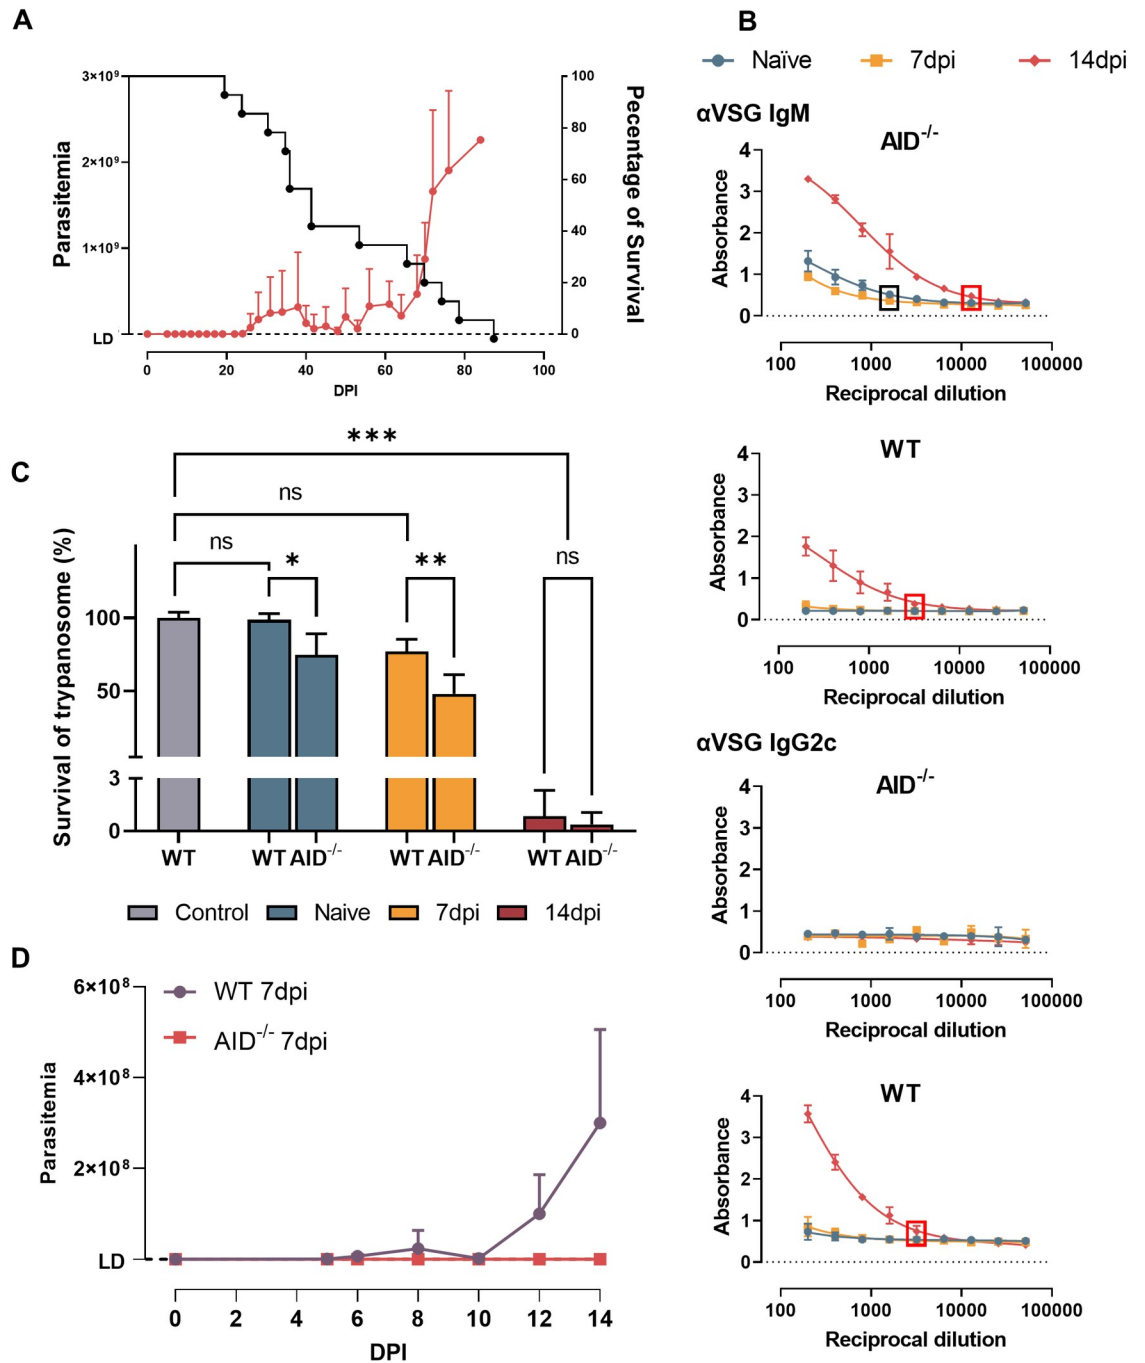 A
3×10⁹
2×10⁹
1×10⁹
LD
Parasitemia
100
80
60
40
20
0
Pecentage of Survival
0 20 40 60 80 100
DPI
B
Naïve 7dpi 14dpi
αVSG IgM
AID⁻/⁻
4
3
2
1
0
Absorbance
100 1000 10000 100000
Reciprocal dilution
WT
4
3
2
1
0
Absorbance
100 1000 10000 100000
Reciprocal dilution
αVSG IgG2c
AID⁻/⁻
4
3
2
1
0
Absorbance
100 1000 10000 100000
Reciprocal dilution
WT
4
3
2
1
0
Absorbance
100 1000 10000 100000
Reciprocal dilution
C
***
ns
ns * ** ns
Survival of trypanosome (%)
100
50
3
0
WT WT AID⁻/⁻ WT AID⁻/⁻ WT AID⁻/⁻
Control Naive 7dpi 14dpi
D
6×10⁸
4×10⁸
2×10⁸
LD
Parasitemia
WT 7dpi
AID⁻/⁻ 7dpi
0 2 4 6 8 10 12 14
DPI